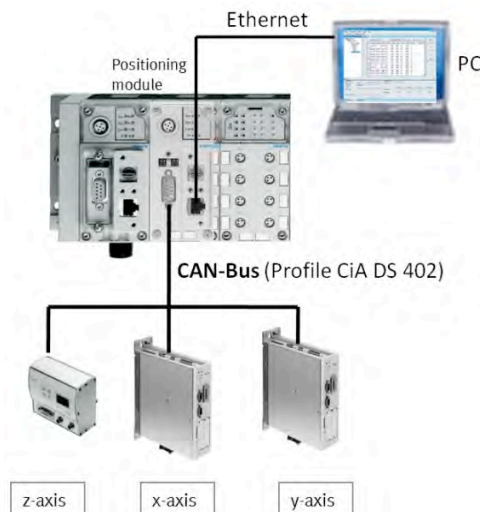 Ethernet
PC
Positioning
module
CAN-Bus (Profile CiA DS 402)
z-axis
x-axis
y-axis